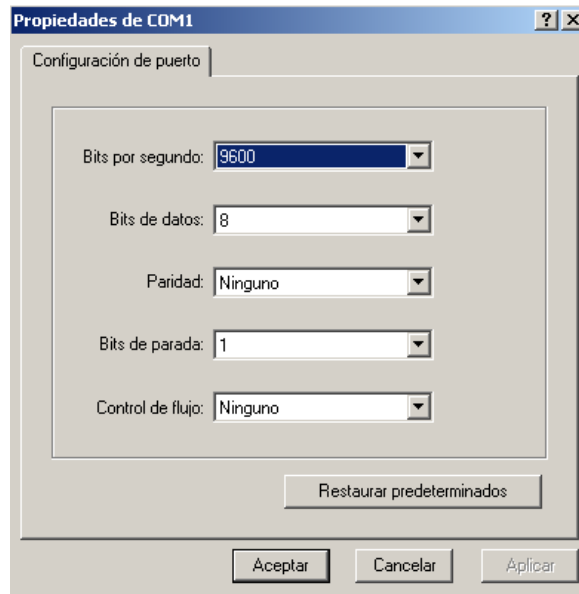 Propiedades de COM1
Configuración de puerto
Bits por segundo: 9600
Bits de datos: 8
Paridad: Ninguno
Bits de parada: 1
Control de flujo: Ninguno
Restaurar predeterminados
Aceptar Cancelar Aplicar